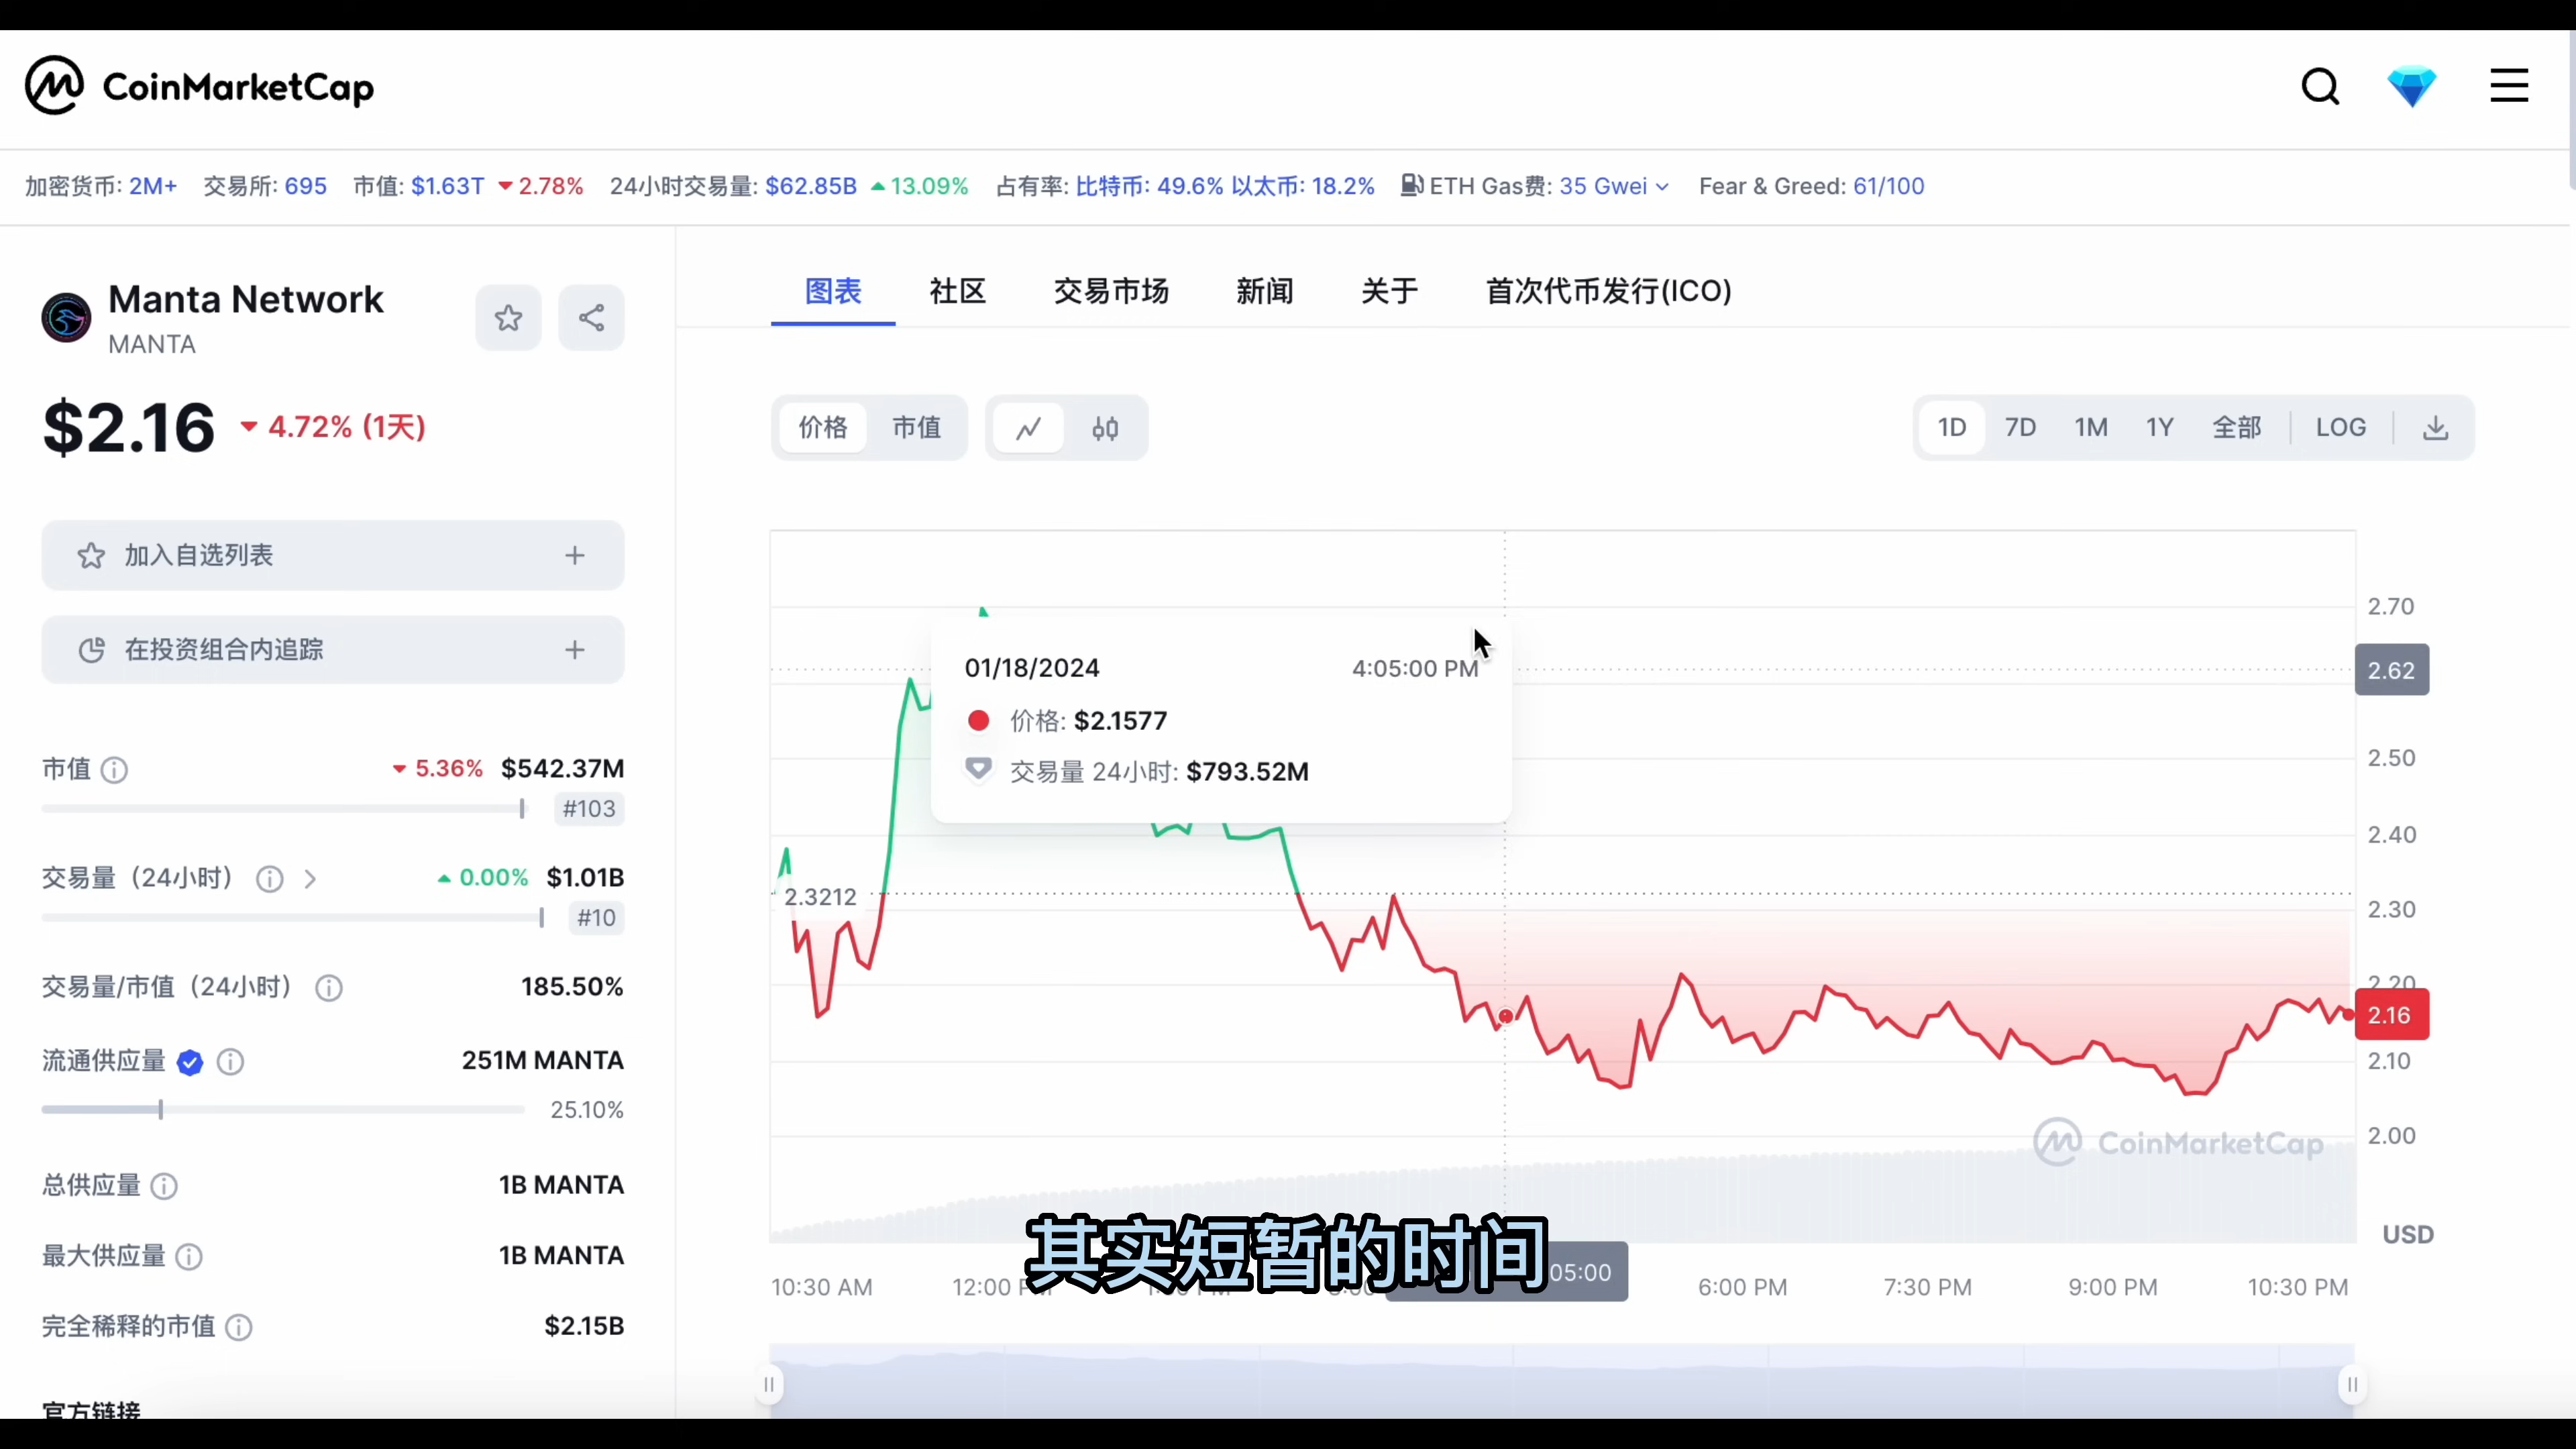 CoinMarketCap
加密货币: 2M+ 交易所: 695 市值: $1.63T 2.78% 24小时交易量: $62.85B 13.09% 占有率: 比特币: 49.6% 以太币: 18.2% ETH Gas费: 35 Gwei Fear & Greed: 61/100
Manta Network
MANTA
$2.16 4.72% (1天)
加入自选列表
在投资组合内追踪
市值 5.36% $542.37M
#103
交易量（24小时） 0.00% $1.01B
#10
交易量/市值（24小时） 185.50%
流通供应量 251M MANTA
25.10%
总供应量 1B MANTA
最大供应量 1B MANTA
完全稀释的市值 $2.15B
官方链接
图表 社区 交易市场 新闻 关于 首次代币发行(ICO)
价格 市值
1D 7D 1M 1Y 全部 LOG
01/18/2024 4:05:00 PM
价格: $2.1577
交易量 24小时: $793.52M
2.3212
2.70
2.62
2.50
2.40
2.30
2.20
2.16
2.10
2.00
CoinMarketCap
USD
其实短暂的时间
10:30 AM 12:00 PM 05:00 6:00 PM 7:30 PM 9:00 PM 10:30 PM